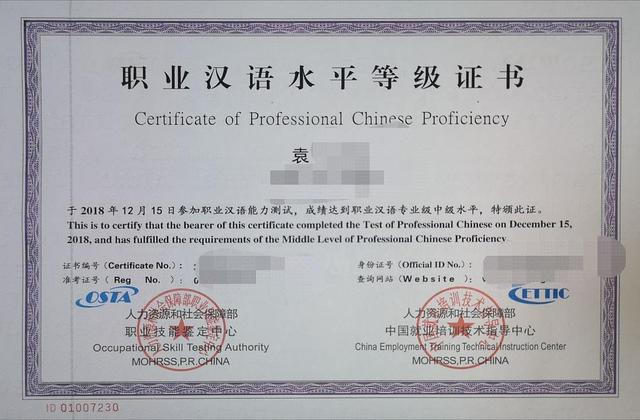 职业汉语水平等级证书
Certificate of Professional Chinese Proficiency
袁
于 2018 年 12 月 15 日参加职业汉语能力测试，成绩达到职业汉语专业级中级水平，特颁此证。
This is to certify that the bearer of this certificate completed the Test of Professional Chinese on December 15,
2018, and has fulfilled the requirements of the Middle Level of Professional Chinese Proficiency.
证书编号(Certificate No.)：
身份证号(Official ID No.)：
准考证号( Reg No. )：
查询网站( Website )：
OSTA
CETTIC
人力资源和社会保障部
职业技能鉴定中心
Occupational Skill Testing Authority
MOHRSS,P.R.CHINA
人力资源和社会保障部
中国就业培训技术指导中心
China Employment Training Technical Instruction Center
MOHRSS,P.R.CHINA
ID 01007230